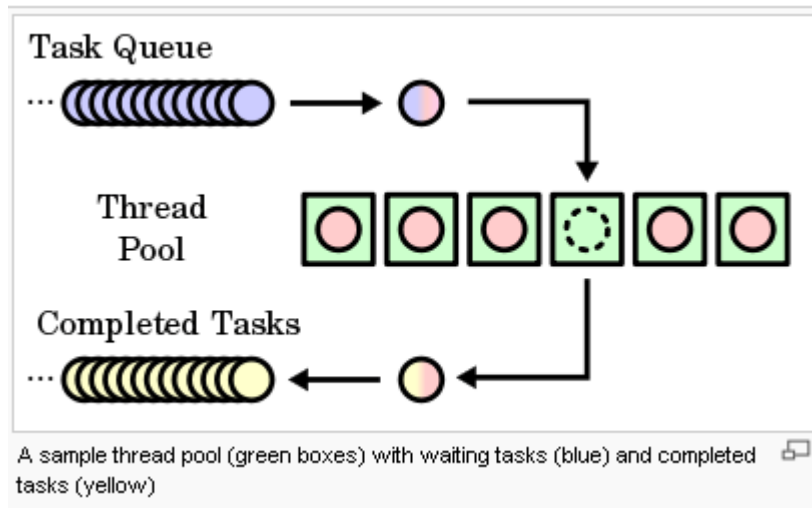 Task Queue
...
Thread
Pool
Completed Tasks
...
A sample thread pool (green boxes) with waiting tasks (blue) and completed
tasks (yellow)